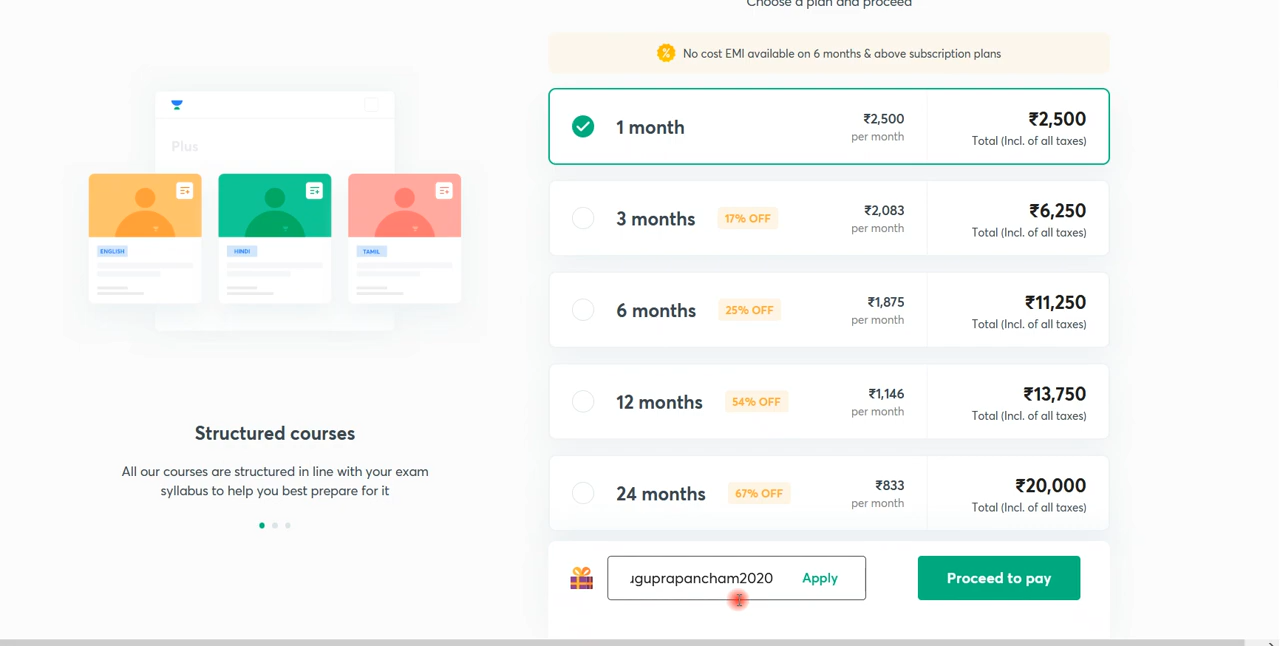 Choose a plan and proceed
No cost EMI available on 6 months & above subscription plans
Plus
ENGLISH
HINDI
TAMIL
Structured courses
All our courses are structured in line with your exam
syllabus to help you best prepare for it
1 month
₹2,500
per month
₹2,500
Total (Incl. of all taxes)
3 months
17% OFF
₹2,083
per month
₹6,250
Total (Incl. of all taxes)
6 months
25% OFF
₹1,875
per month
₹11,250
Total (Incl. of all taxes)
12 months
54% OFF
₹1,146
per month
₹13,750
Total (Incl. of all taxes)
24 months
67% OFF
₹833
per month
₹20,000
Total (Incl. of all taxes)
uguprapancham2020
Apply
Proceed to pay